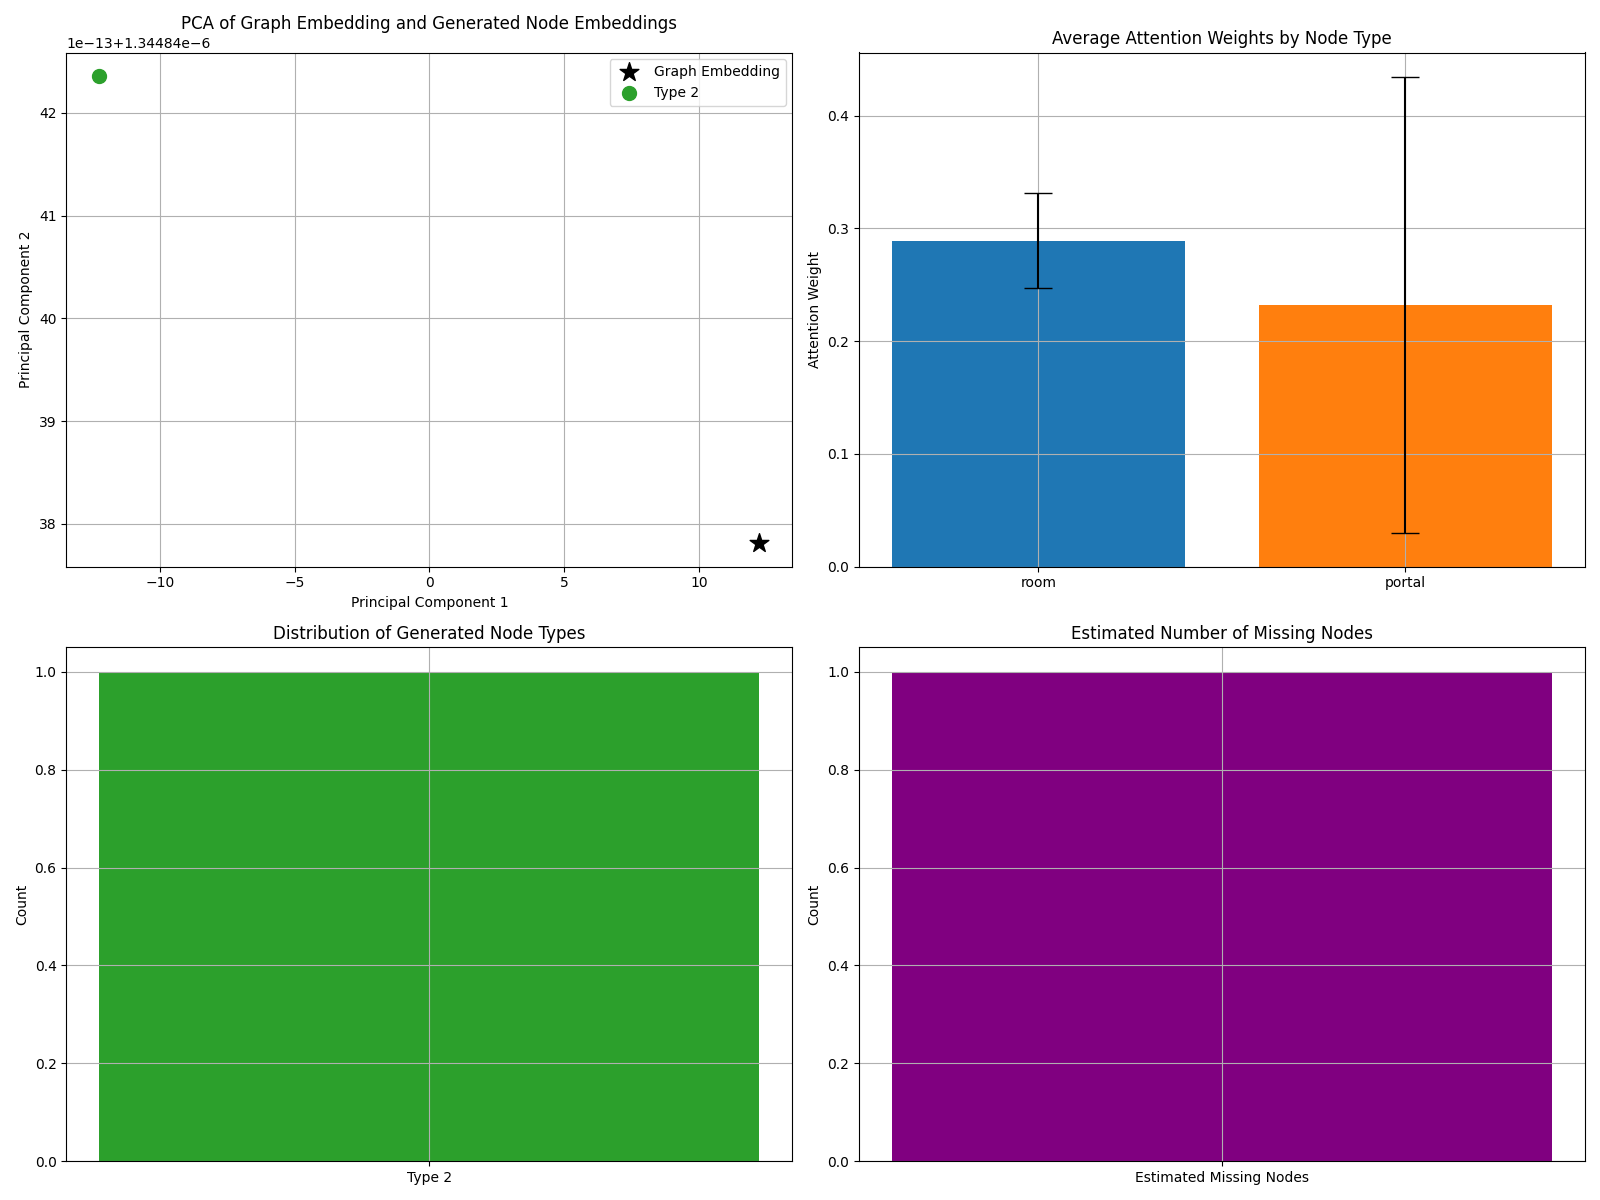 PCA of Graph Embedding and Generated Node Embeddings
1e−13+1.34484e−6
Graph Embedding
Type 2
42
41
40
39
38
Principal Component 2
−10
−5
0
5
10
Principal Component 1
Average Attention Weights by Node Type
0.4
0.3
0.2
0.1
0.0
Attention Weight
room
portal
Distribution of Generated Node Types
1.0
0.8
0.6
0.4
0.2
0.0
Count
Type 2
Estimated Number of Missing Nodes
1.0
0.8
0.6
0.4
0.2
0.0
Count
Estimated Missing Nodes